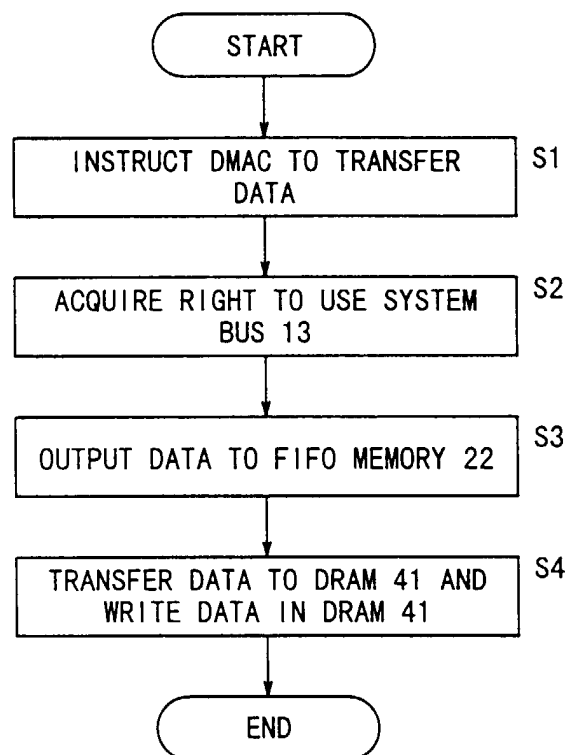 START
INSTRUCT DMAC TO TRANSFER
DATA
S1
ACQUIRE RIGHT TO USE SYSTEM
BUS 13
S2
OUTPUT DATA TO FIFO MEMORY 22
S3
TRANSFER DATA TO DRAM 41 AND
WRITE DATA IN DRAM 41
S4
END